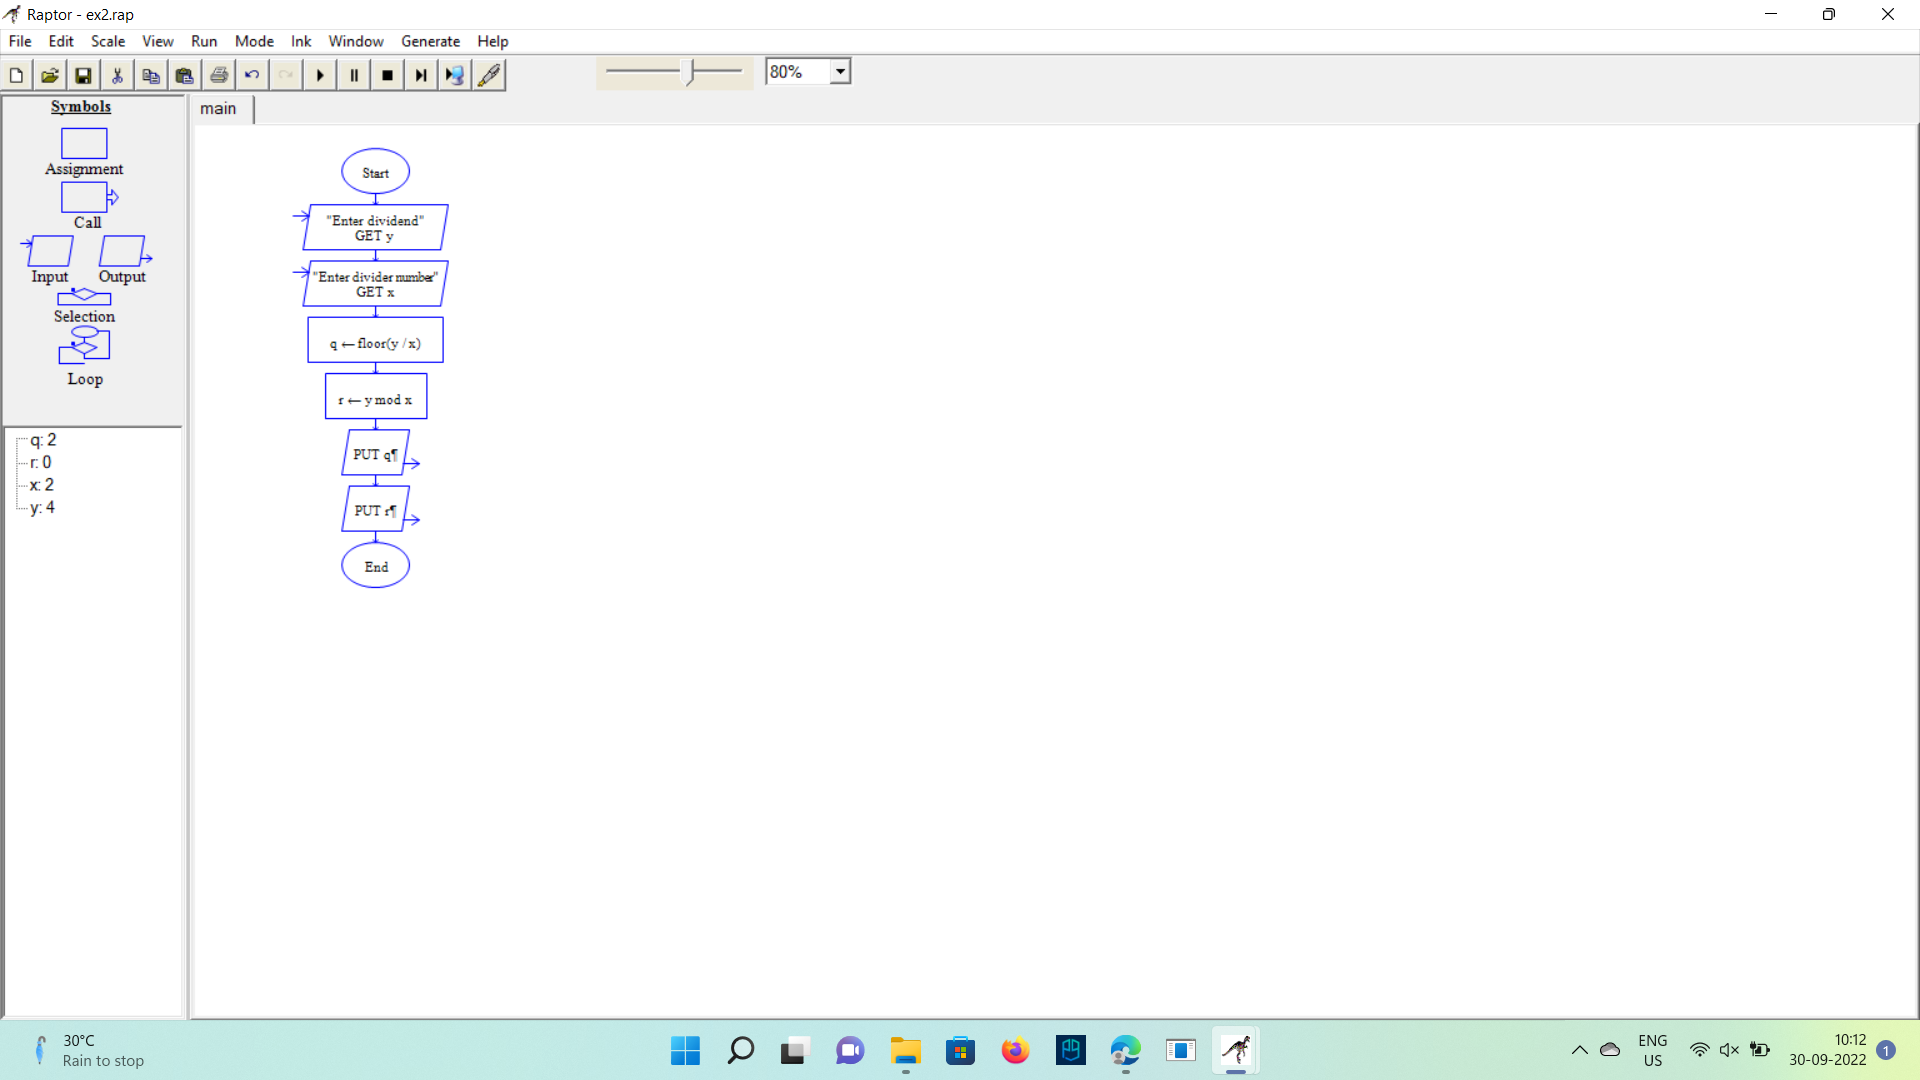 Raptor - ex2.rap
File Edit Scale View Run Mode Ink Window Generate Help
80%
Symbols
Assignment
Call
Input Output
Selection
Loop
q: 2
r: 0
x: 2
y: 4
main
Start
"Enter dividend"
GET y
"Enter divider number"
GET x
q ← floor(y / x)
r ← y mod x
PUT q¶
PUT r¶
End
30°C
Rain to stop
ENG
US
10:12
30-09-2022
1